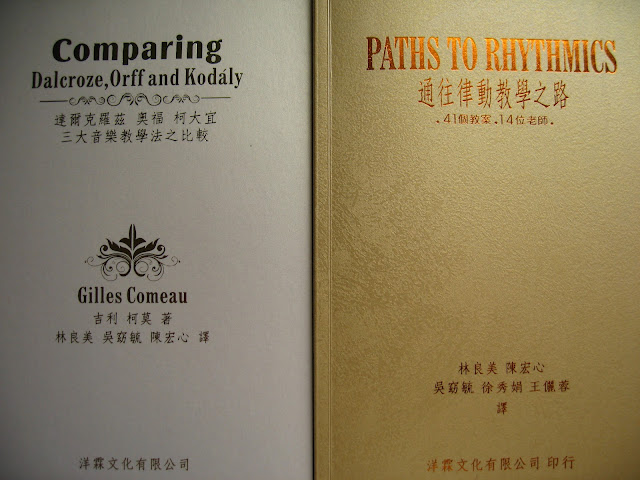 Comparing
Dalcroze, Orff and Kodály
達爾克羅茲 奧福 柯大宜
三大音樂教學法之比較
Gilles Comeau
吉利 柯莫 著
林良美 吳窈毓 陳宏心 譯
洋霖文化有限公司
PATHS TO RHYTHMICS
通往律動教學之路
.41個教案.14位老師.
林良美 陳宏心
吳窈毓 徐秀娟 王儷蓉
譯
洋霖文化有限公司 印行